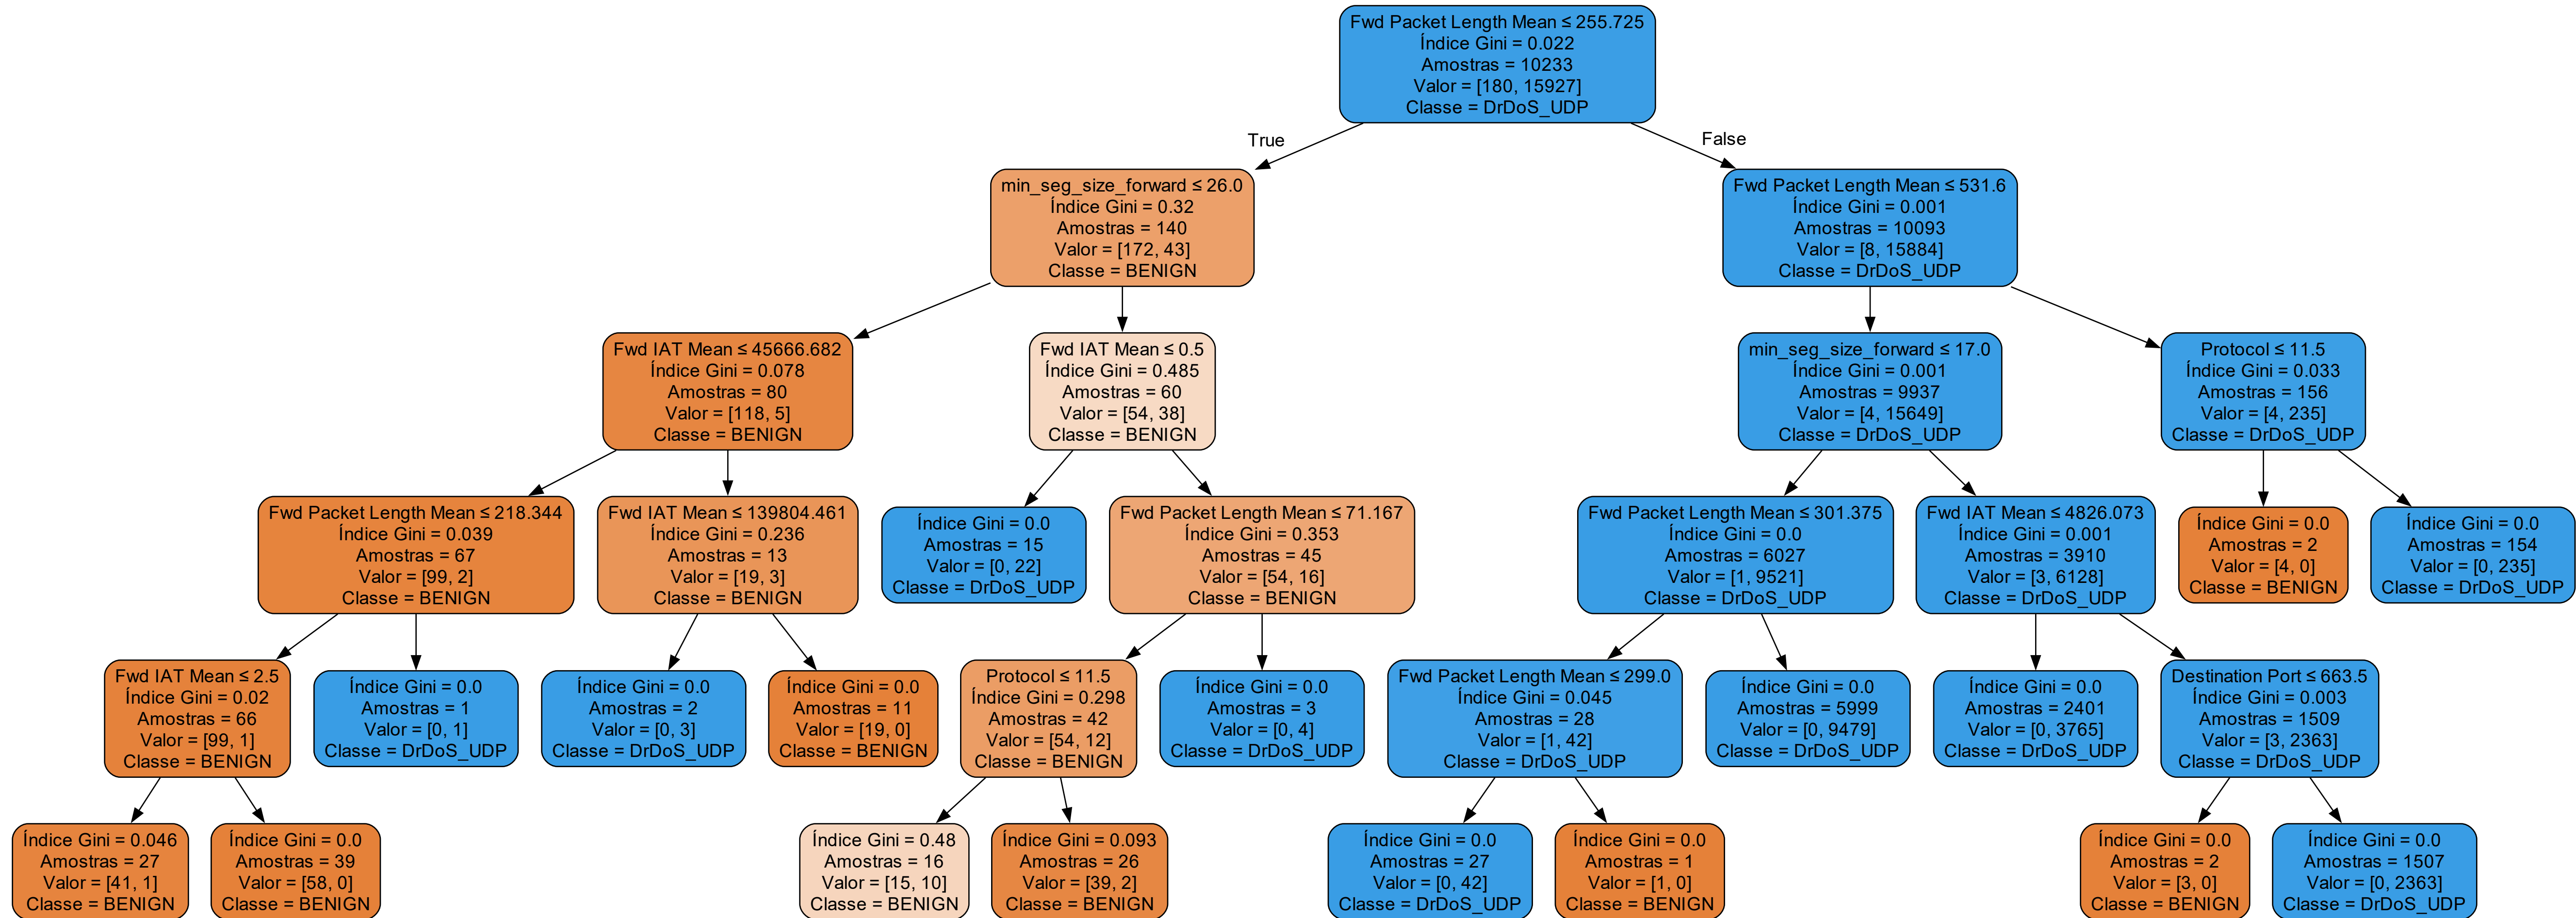 Fwd Packet Length Mean ≤ 255.725
Índice Gini = 0.022
Amostras = 10233
Valor = [180, 15927]
Classe = DrDoS_UDP
True
False
min_seg_size_forward ≤ 26.0
Índice Gini = 0.32
Amostras = 140
Valor = [172, 43]
Classe = BENIGN
Fwd Packet Length Mean ≤ 531.6
Índice Gini = 0.001
Amostras = 10093
Valor = [8, 15884]
Classe = DrDoS_UDP
Fwd IAT Mean ≤ 45666.682
Índice Gini = 0.078
Amostras = 80
Valor = [118, 5]
Classe = BENIGN
Fwd IAT Mean ≤ 0.5
Índice Gini = 0.485
Amostras = 60
Valor = [54, 38]
Classe = BENIGN
min_seg_size_forward ≤ 17.0
Índice Gini = 0.001
Amostras = 9937
Valor = [4, 15649]
Classe = DrDoS_UDP
Protocol ≤ 11.5
Índice Gini = 0.033
Amostras = 156
Valor = [4, 235]
Classe = DrDoS_UDP
Fwd Packet Length Mean ≤ 218.344
Índice Gini = 0.039
Amostras = 67
Valor = [99, 2]
Classe = BENIGN
Fwd IAT Mean ≤ 139804.461
Índice Gini = 0.236
Amostras = 13
Valor = [19, 3]
Classe = BENIGN
Índice Gini = 0.0
Amostras = 15
Valor = [0, 22]
Classe = DrDoS_UDP
Fwd Packet Length Mean ≤ 71.167
Índice Gini = 0.353
Amostras = 45
Valor = [54, 16]
Classe = BENIGN
Fwd Packet Length Mean ≤ 301.375
Índice Gini = 0.0
Amostras = 6027
Valor = [1, 9521]
Classe = DrDoS_UDP
Fwd IAT Mean ≤ 4826.073
Índice Gini = 0.001
Amostras = 3910
Valor = [3, 6128]
Classe = DrDoS_UDP
Índice Gini = 0.0
Amostras = 2
Valor = [4, 0]
Classe = BENIGN
Índice Gini = 0.0
Amostras = 154
Valor = [0, 235]
Classe = DrDoS_UDP
Fwd IAT Mean ≤ 2.5
Índice Gini = 0.02
Amostras = 66
Valor = [99, 1]
Classe = BENIGN
Índice Gini = 0.0
Amostras = 1
Valor = [0, 1]
Classe = DrDoS_UDP
Índice Gini = 0.0
Amostras = 2
Valor = [0, 3]
Classe = DrDoS_UDP
Índice Gini = 0.0
Amostras = 11
Valor = [19, 0]
Classe = BENIGN
Protocol ≤ 11.5
Índice Gini = 0.298
Amostras = 42
Valor = [54, 12]
Classe = BENIGN
Índice Gini = 0.0
Amostras = 3
Valor = [0, 4]
Classe = DrDoS_UDP
Fwd Packet Length Mean ≤ 299.0
Índice Gini = 0.045
Amostras = 28
Valor = [1, 42]
Classe = DrDoS_UDP
Índice Gini = 0.0
Amostras = 5999
Valor = [0, 9479]
Classe = DrDoS_UDP
Índice Gini = 0.0
Amostras = 2401
Valor = [0, 3765]
Classe = DrDoS_UDP
Destination Port ≤ 663.5
Índice Gini = 0.003
Amostras = 1509
Valor = [3, 2363]
Classe = DrDoS_UDP
Índice Gini = 0.046
Amostras = 27
Valor = [41, 1]
Classe = BENIGN
Índice Gini = 0.0
Amostras = 39
Valor = [58, 0]
Classe = BENIGN
Índice Gini = 0.48
Amostras = 16
Valor = [15, 10]
Classe = BENIGN
Índice Gini = 0.093
Amostras = 26
Valor = [39, 2]
Classe = BENIGN
Índice Gini = 0.0
Amostras = 27
Valor = [0, 42]
Classe = DrDoS_UDP
Índice Gini = 0.0
Amostras = 1
Valor = [1, 0]
Classe = BENIGN
Índice Gini = 0.0
Amostras = 2
Valor = [3, 0]
Classe = BENIGN
Índice Gini = 0.0
Amostras = 1507
Valor = [0, 2363]
Classe = DrDoS_UDP